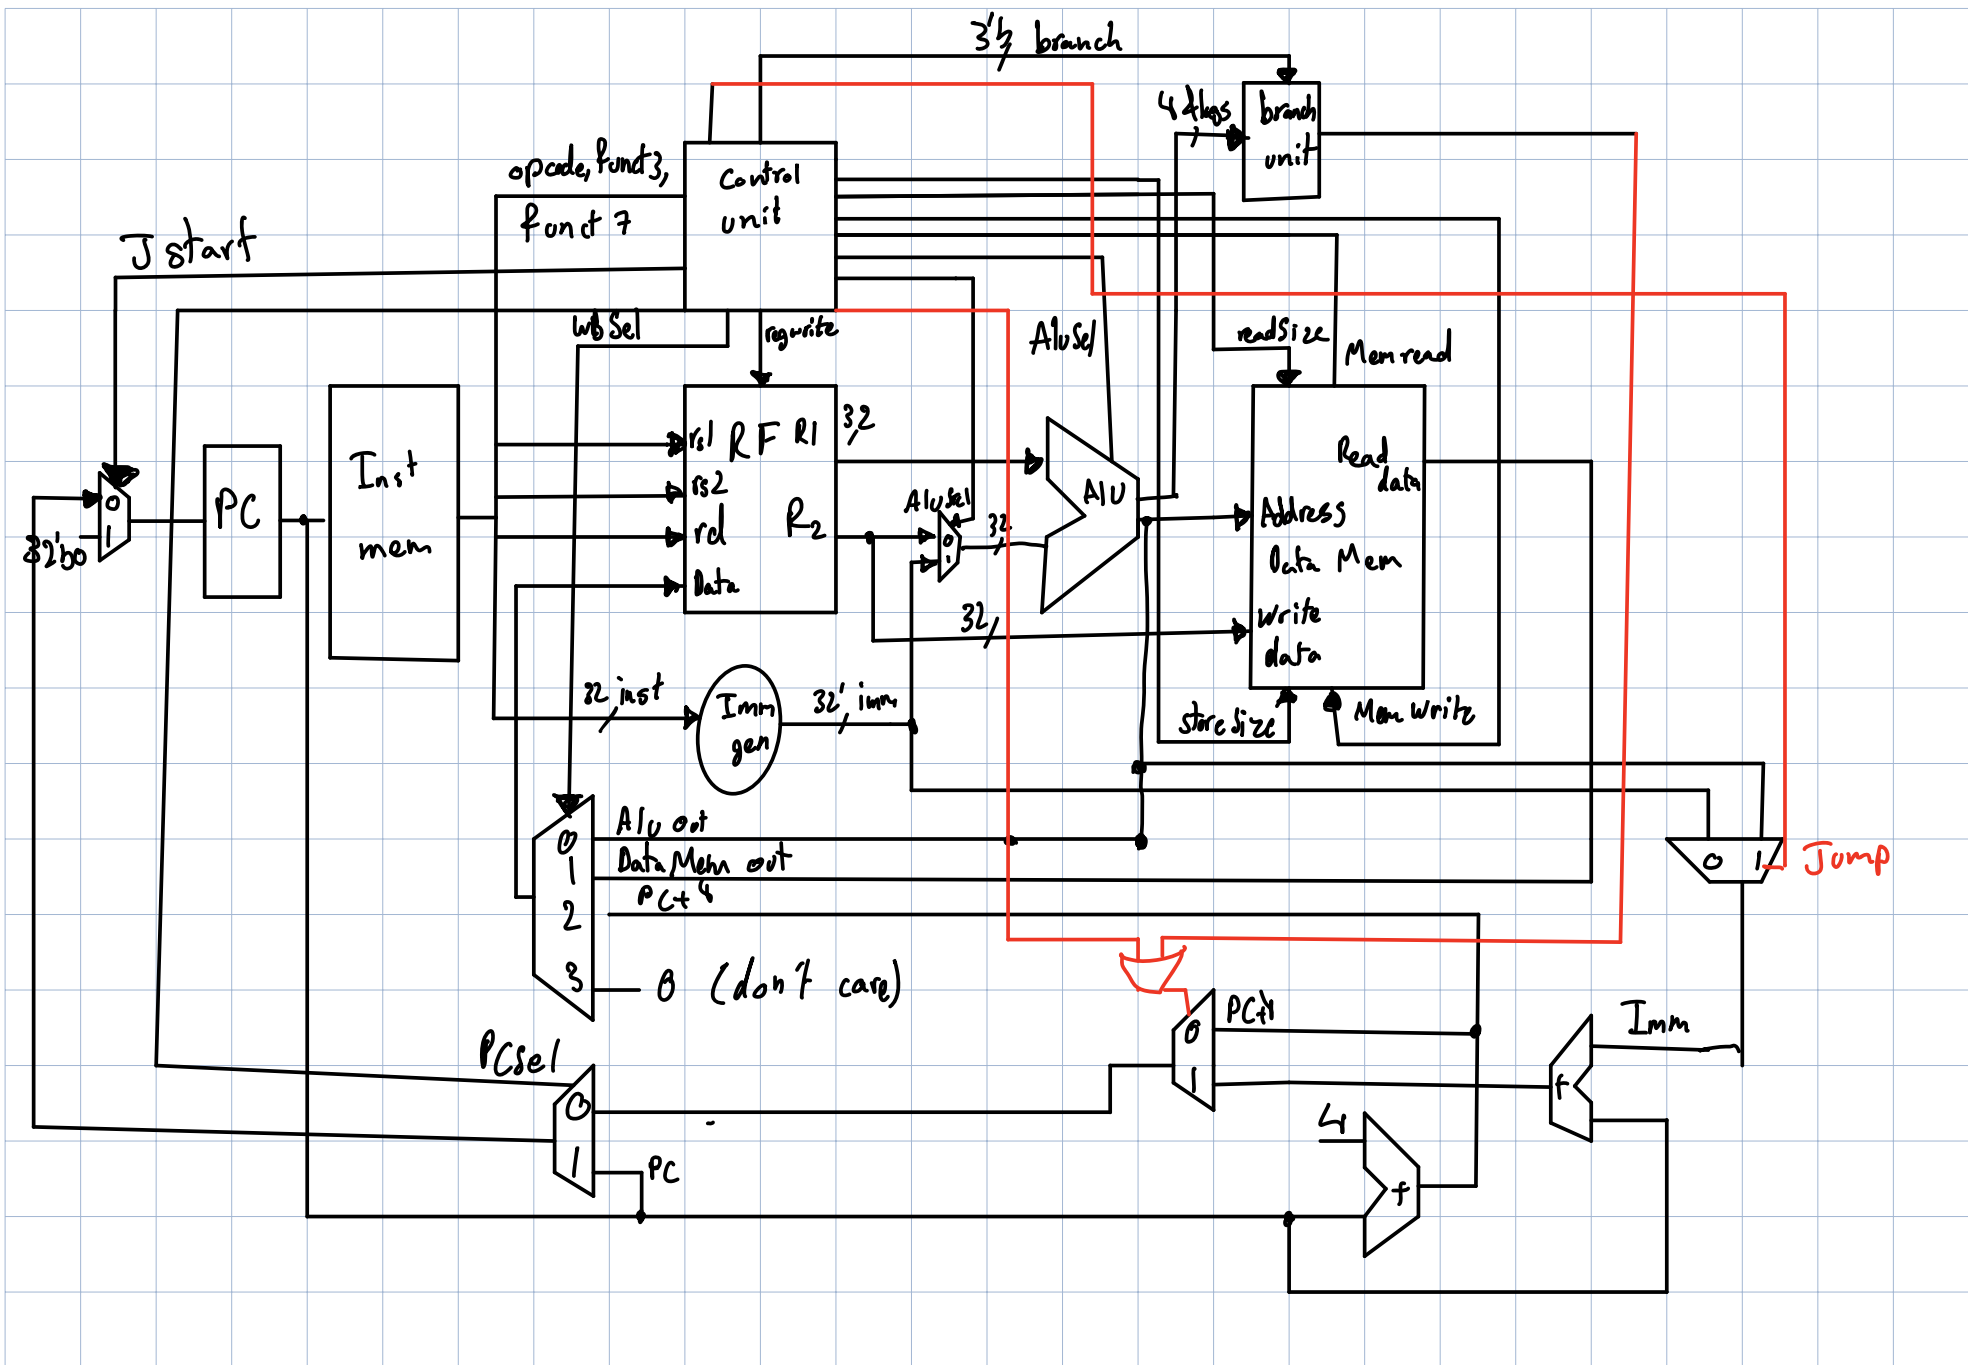 3'b branch
4 flags
branch
unit
opcode, funct3,
funct 7
Control
unit
J start
WbSel
regwrite
AluSel
readSize
Mem read
0
1
32'b0
PC
Inst
mem
rs1 RF R1
32
rs2
R2
rd
Data
AluSel
0
1
32
Alu
Read
data
Address
Data Mem
Write
data
32
32 inst
Imm
gen
32' imm
store Size
Mem Write
0
Alu out
1
Data Mem out
2
PC+4
3
0 (don't care)
0 1
Jump
PCSel
0
1
PC
0
PC+4
1
Imm
+
4
+